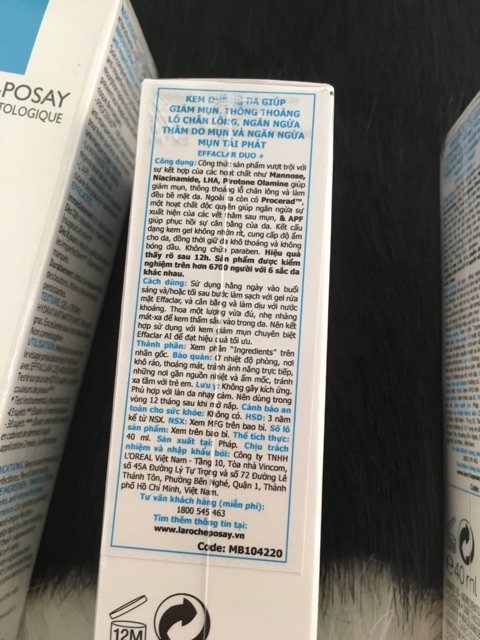 -POSAY
TOLOGIQUE
KEM DƯỠNG DA GIÚP
GIẢM MỤN, THÔNG THOÁNG
LỖ CHÂN LÔNG, NGĂN NGỪA
THÂM DO MỤN VÀ NGĂN NGỪA
MỤN TÁI PHÁT
EFFACLAR DUO +
Công dụng: Công thức sản phẩm vượt trội với
sự kết hợp của các hoạt chất như Mannose,
Niacinamide, LHA, Pirotone Olamine giúp
giảm mụn, thông thoáng lỗ chân lông và làm
đều bề mặt da. Ngoài ra còn có Procerad™,
một hoạt chất độc quyền giúp ngăn ngừa sự
xuất hiện của các vết thâm sau mụn, & APF
giúp phục hồi sự cân bằng của da. Kết cấu
dạng kem gel không nhờn rít, cung cấp độ ẩm
cho da, đồng thời giữ da khô thoáng và không
bóng dầu. Không chứa paraben. Hiệu quả
thấy rõ sau 12h. Sản phẩm được kiểm
nghiệm trên hơn 6700 người với 6 sắc da
khác nhau.
Cách dùng: Sử dụng hằng ngày vào buổi
sáng và/hoặc tối sau bước làm sạch với gel rửa
mặt Effaclar, và cân bằng và làm dịu với nước
khoáng. Thoa một lượng vừa đủ, nhẹ nhàng
mát-xa để kem thấm sâu vào trong da. Nên kết
hợp sử dụng với kem giảm mụn chuyên biệt
Effaclar AI để đạt hiệu quả tối ưu.
Thành phần: Xem phần "Ingredients" trên
nhãn gốc. Bảo quản: Ở nhiệt độ phòng, nơi
khô ráo, thoáng mát, tránh ánh nắng trực tiếp,
những nơi gần nguồn nhiệt và ẩm mốc, tránh
xa tầm với trẻ em. Lưu ý: Không gây kích ứng.
Phù hợp với làn da nhạy cảm. Nên dùng trong
vòng 12 tháng sau khi mở nắp. Cảnh báo an
toàn cho sức khỏe: Không có. HSD: 3 năm
kể từ NSX. NSX: Xem MFG trên bao bì. Số lô
sản phẩm: Xem trên bao bì. Thể tích thực:
40 ml. Sản xuất tại: Pháp. Chịu trách
nhiệm và nhập khẩu bởi: Công ty TNHH
L'OREAL Việt Nam - Tầng 10, Tòa nhà Vincom,
số 45A Đường Lý Tự Trọng và số 72 Đường Lê
Thánh Tôn, Phường Bến Nghé, Quận 1, Thành
phố Hồ Chí Minh, Việt Nam.
Tư vấn khách hàng (miễn phí):
1800 545 463
Tìm thêm thông tin tại:
www.larocheposay.vn
Code: MB104220
12M
℮ 40 ml